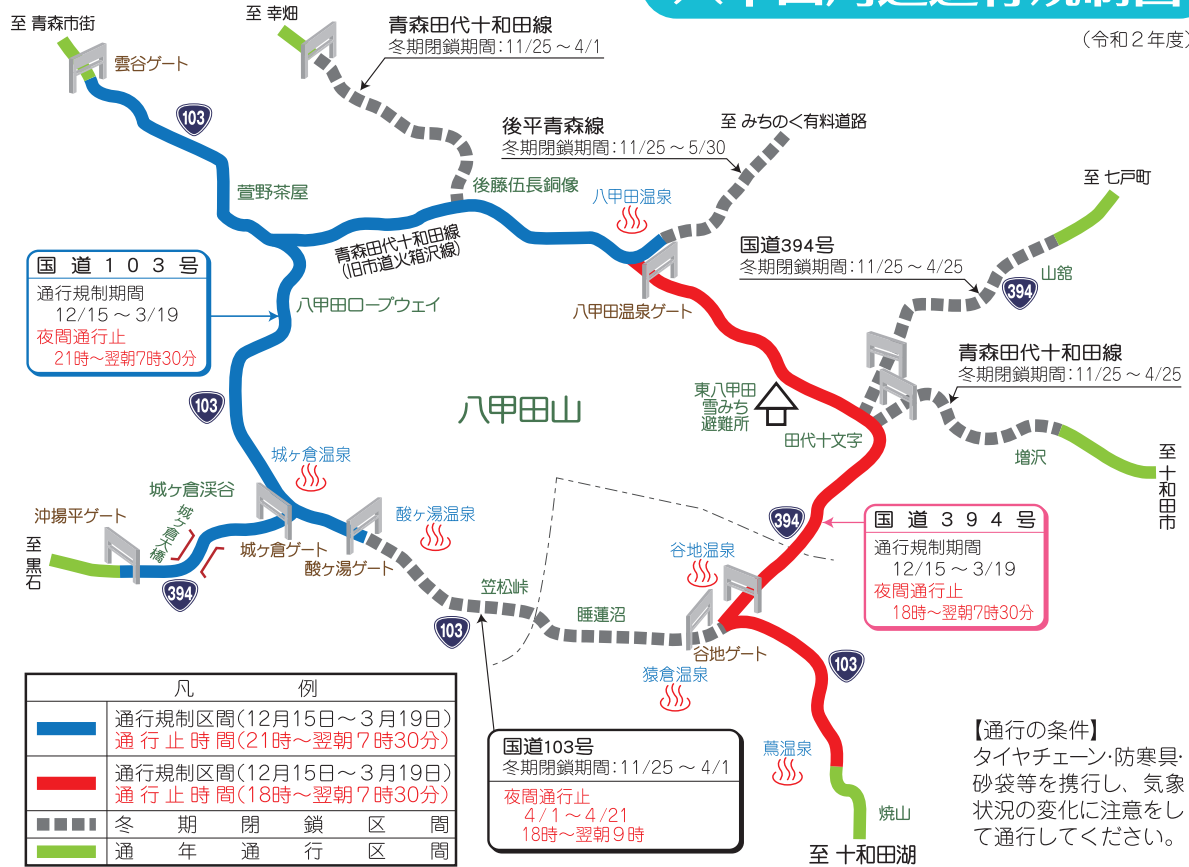 八甲田周辺通行規制図
(令和2年度)
至 青森市街
至 幸畑
青森田代十和田線
冬期閉鎖期間:11/25～4/1
雲谷ゲート
103
後平青森線
冬期閉鎖期間:11/25～5/30
至 みちのく有料道路
萱野茶屋
後藤伍長銅像
八甲田温泉
至 七戸町
青森田代十和田線
(旧市道火箱沢線)
国道394号
冬期閉鎖期間:11/25～4/25
394
山舘
国道103号
通行規制期間
12/15～3/19
夜間通行止
21時～翌朝7時30分
八甲田ロープウェイ
八甲田温泉ゲート
青森田代十和田線
冬期閉鎖期間:11/25～4/25
103
八甲田山
東八甲田
雪みち
避難所
田代十文字
増沢
至 十和田市
城ヶ倉温泉
城ヶ倉渓谷
城ヶ倉大橋
沖揚平ゲート
至 黒石
394
城ヶ倉ゲート
酸ヶ湯温泉
酸ヶ湯ゲート
394
国道394号
通行規制期間
12/15～3/19
夜間通行止
18時～翌朝7時30分
谷地温泉
笠松峠
睡蓮沼
103
谷地ゲート
猿倉温泉
103
蔦温泉
焼山
至 十和田湖
凡例
通行規制区間(12月15日～3月19日)
通行止時間(21時～翌朝7時30分)
通行規制区間(12月15日～3月19日)
通行止時間(18時～翌朝7時30分)
冬期閉鎖区間
通年通行区間
国道103号
冬期閉鎖期間:11/25～4/1
夜間通行止
4/1～4/21
18時～翌朝9時
【通行の条件】
タイヤチェーン･防寒具･
砂袋等を携行し、気象
状況の変化に注意をし
て通行してください。